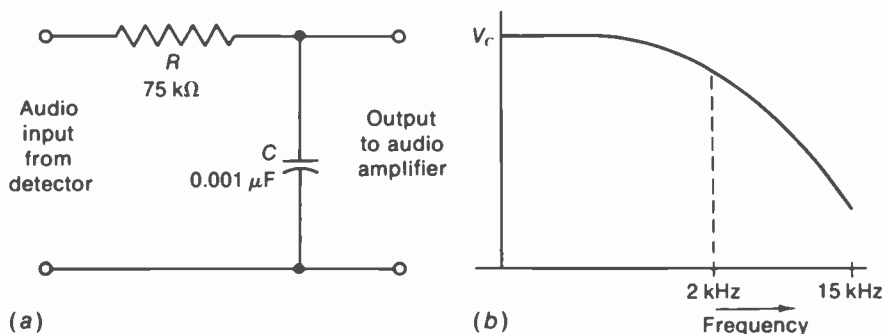 R
75 kΩ
Audio
input
from
detector
C
0.001 μF
Output
to audio
amplifier
(a)
V_C
2 kHz
15 kHz
Frequency
(b)